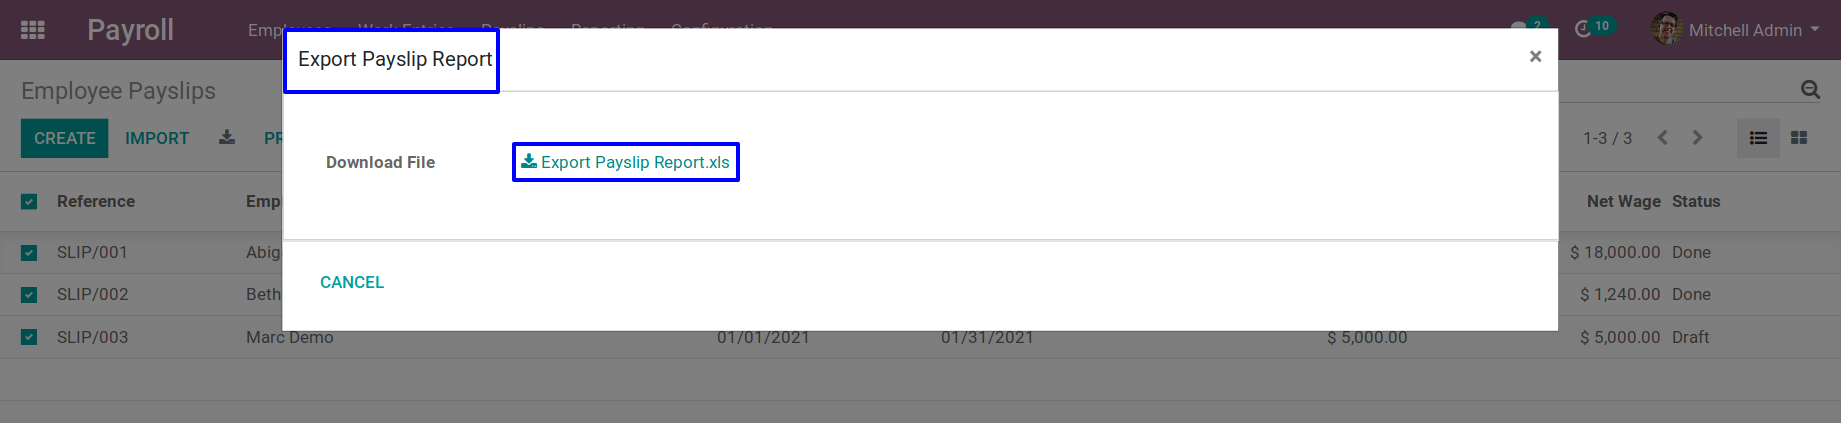 Payroll Employees Work Entries Payslips Reporting Configuration 2 10 Mitchell Admin
Export Payslip Report ×
Employee Payslips
CREATE IMPORT PR 1-3 / 3
Download File Export Payslip Report.xls
Reference Empl Net Wage Status
SLIP/001 Abig $ 18,000.00 Done
CANCEL
SLIP/002 Beth $ 1,240.00 Done
SLIP/003 Marc Demo 01/01/2021 01/31/2021 $ 5,000.00 $ 5,000.00 Draft